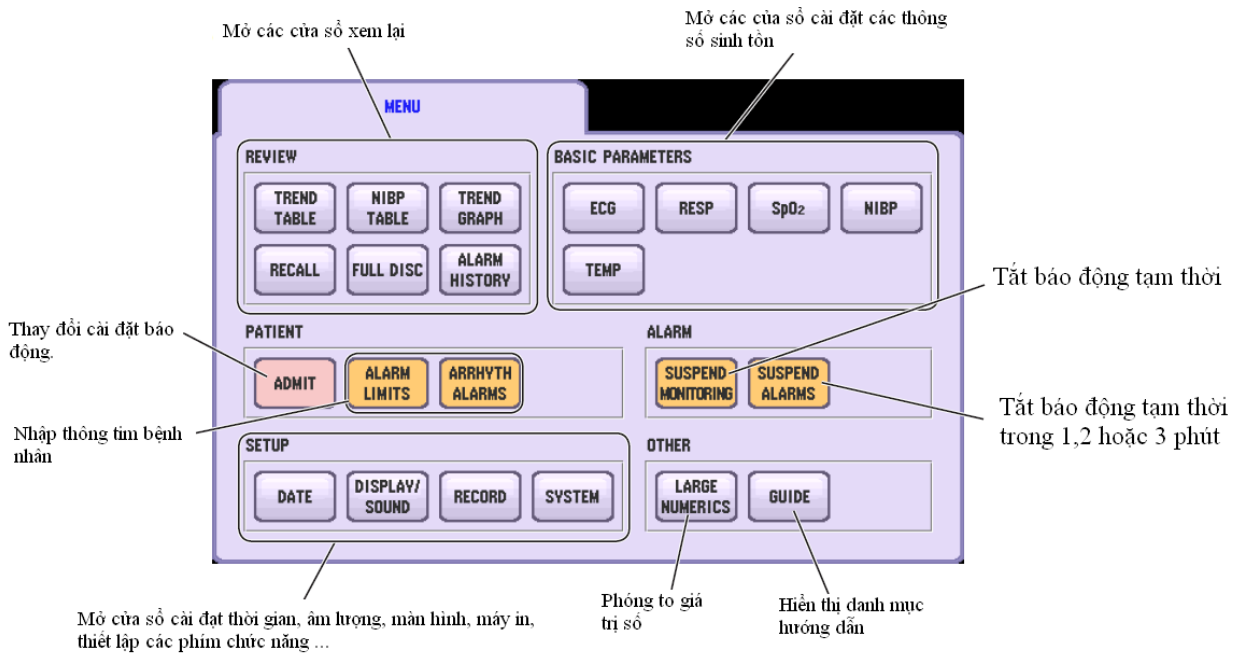 Mở các cửa sổ xem lại
Mở các của sổ cài đặt các thông
số sinh tồn
MENU
REVIEW
TREND
TABLE
NIBP
TABLE
TREND
GRAPH
RECALL
FULL DISC
ALARM
HISTORY
BASIC PARAMETERS
ECG
RESP
SpO2
NIBP
TEMP
Tắt báo động tạm thời
Thay đổi cài đặt báo
động.
PATIENT
ADMIT
ALARM
LIMITS
ARRHYTH
ALARMS
ALARM
SUSPEND
MONITORING
SUSPEND
ALARMS
Tắt báo động tạm thời
trong 1,2 hoặc 3 phút
Nhập thông tim bệnh
nhân
SETUP
DATE
DISPLAY/
SOUND
RECORD
SYSTEM
OTHER
LARGE
NUMERICS
GUIDE
Mở cửa sổ cài đạt thời gian, âm lượng, màn hình, máy in,
thiết lập các phím chức năng ...
Phóng to giá
trị số
Hiển thị danh mục
hướng dẫn